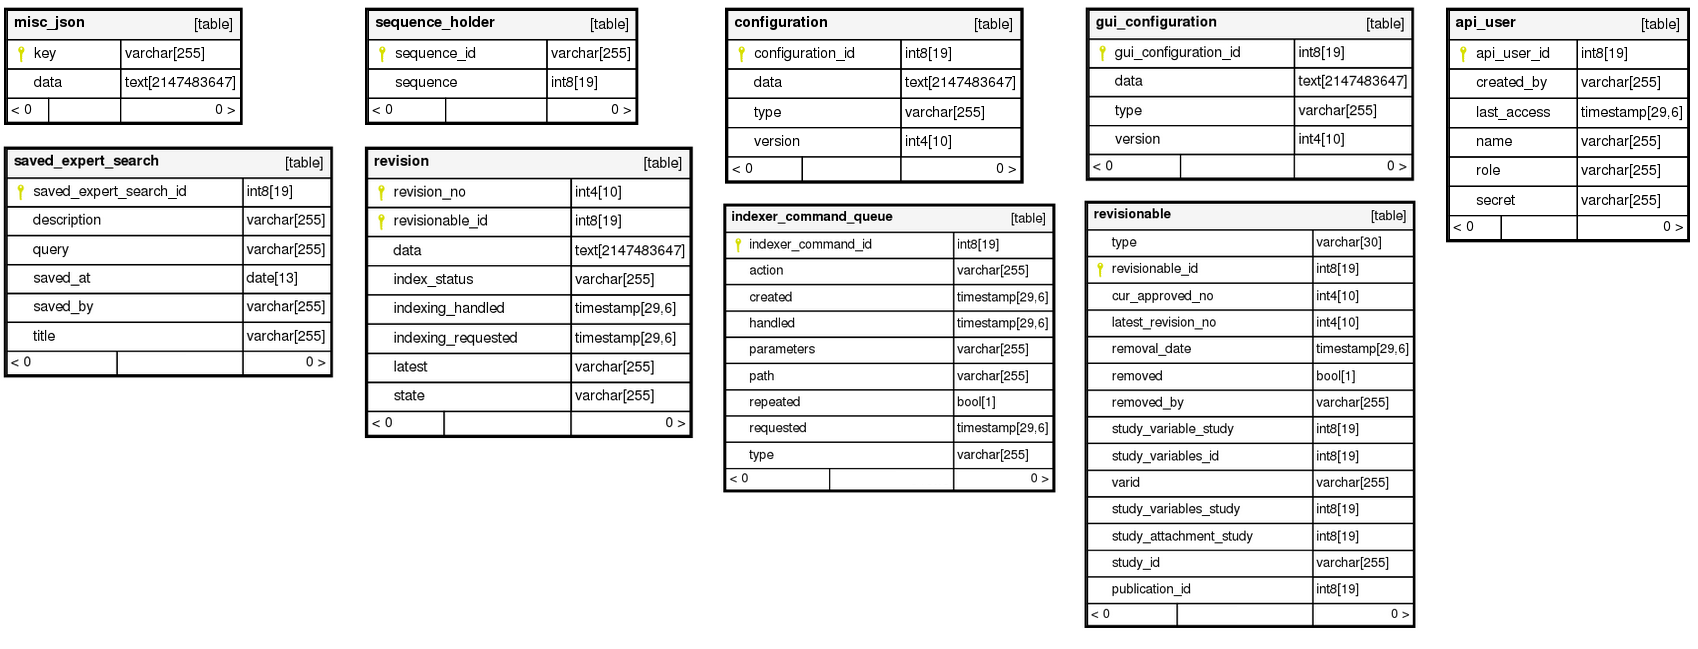 misc_json [table]
key varchar[255]
data text[2147483647]
< 0 0 >
sequence_holder [table]
sequence_id varchar[255]
sequence int8[19]
< 0 0 >
configuration [table]
configuration_id int8[19]
data text[2147483647]
type varchar[255]
version int4[10]
< 0 0 >
gui_configuration [table]
gui_configuration_id int8[19]
data text[2147483647]
type varchar[255]
version int4[10]
< 0 0 >
api_user [table]
api_user_id int8[19]
created_by varchar[255]
last_access timestamp[29,6]
name varchar[255]
role varchar[255]
secret varchar[255]
< 0 0 >
saved_expert_search [table]
saved_expert_search_id int8[19]
description varchar[255]
query varchar[255]
saved_at date[13]
saved_by varchar[255]
title varchar[255]
< 0 0 >
revision [table]
revision_no int4[10]
revisionable_id int8[19]
data text[2147483647]
index_status varchar[255]
indexing_handled timestamp[29,6]
indexing_requested timestamp[29,6]
latest varchar[255]
state varchar[255]
< 0 0 >
indexer_command_queue [table]
indexer_command_id int8[19]
action varchar[255]
created timestamp[29,6]
handled timestamp[29,6]
parameters varchar[255]
path varchar[255]
repeated bool[1]
requested timestamp[29,6]
type varchar[255]
< 0 0 >
revisionable [table]
type varchar[30]
revisionable_id int8[19]
cur_approved_no int4[10]
latest_revision_no int4[10]
removal_date timestamp[29,6]
removed bool[1]
removed_by varchar[255]
study_variable_study int8[19]
study_variables_id int8[19]
varid varchar[255]
study_variables_study int8[19]
study_attachment_study int8[19]
study_id varchar[255]
publication_id int8[19]
< 0 0 >